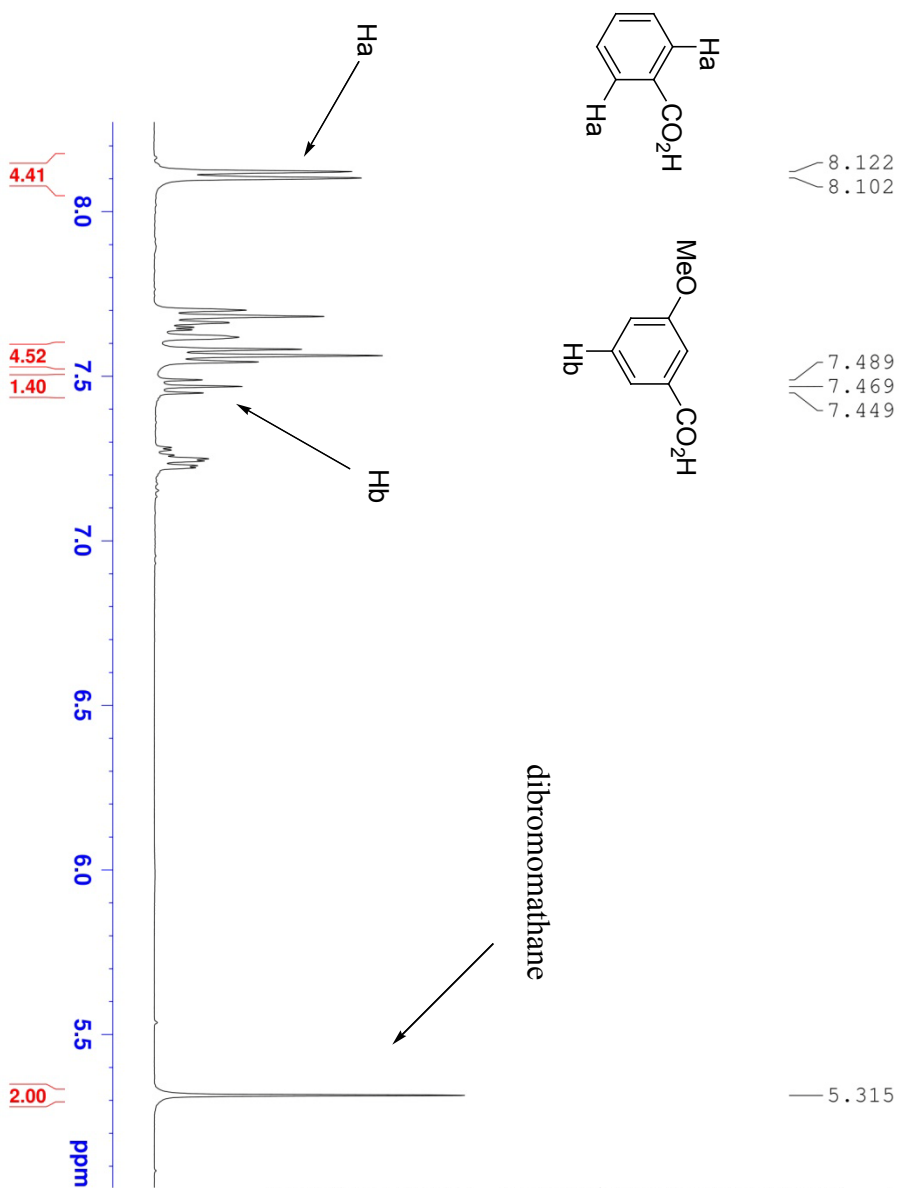 Ha
Ha
CO₂H
MeO
Hb
CO₂H
8.122
8.102
7.489
7.469
7.449
5.315
Ha
Hb
dibromomathane
8.0
7.5
7.0
6.5
6.0
5.5
ppm
4.41
4.52
1.40
2.00